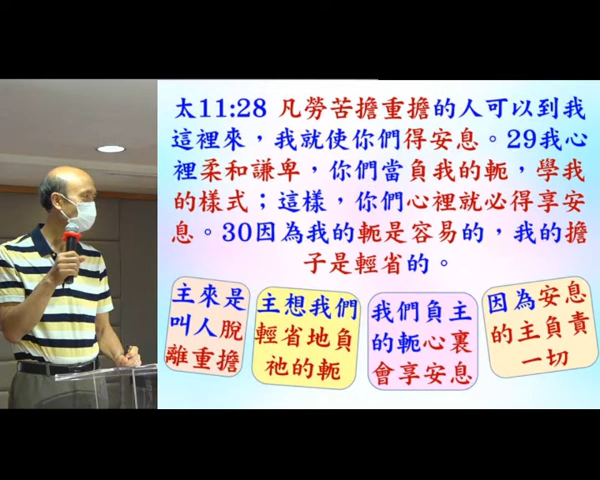 太11:28 凡勞苦擔重擔的人可以到我
這裡來，我就使你們得安息。29我心
裡柔和謙卑，你們當負我的軛，學我
的樣式；這樣，你們心裡就必得享安
息。30因為我的軛是容易的，我的擔
子是輕省的。
主來是
叫人脫
離重擔
主想我們
輕省地負
祂的軛
我們負主
的軛心裏
會享安息
因為安息
的主負責
一切